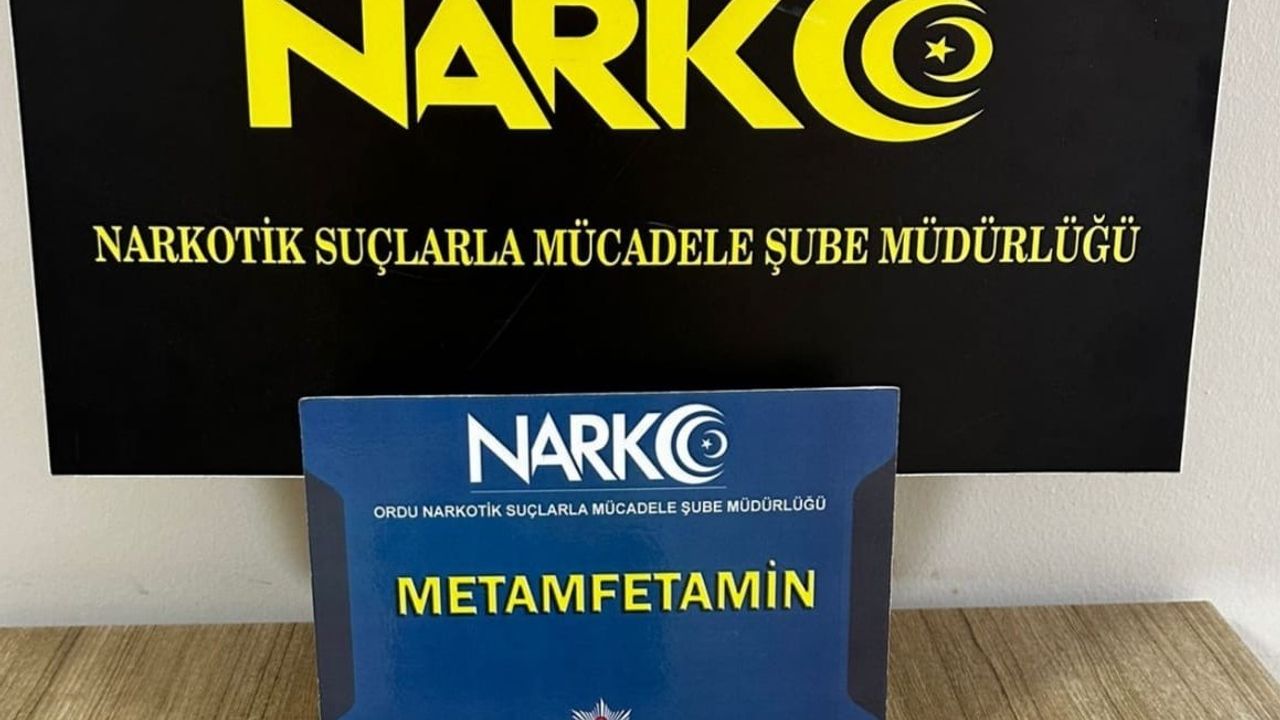 NARKO
NARKOTİK SUÇLARLA MÜCADELE ŞUBE MÜDÜRLÜĞÜ
NARKO
ORDU NARKOTİK SUÇLARLA MÜCADELE ŞUBE MÜDÜRLÜĞÜ
METAMFETAMİN